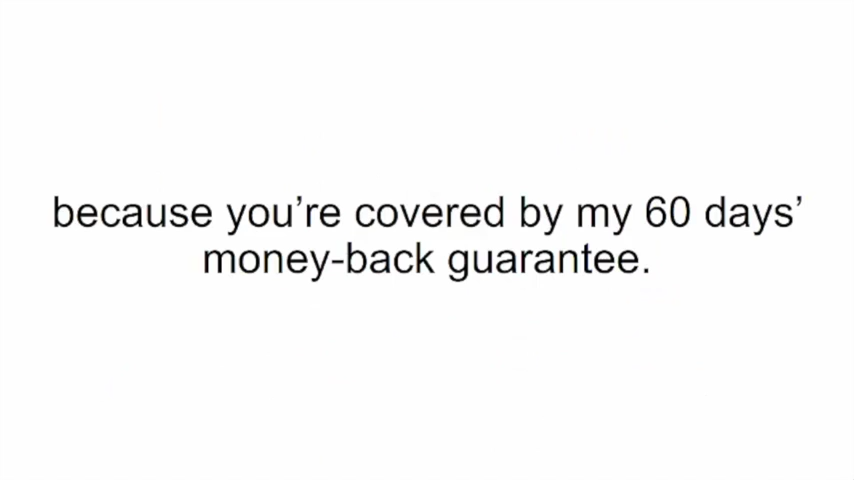 because you’re covered by my 60 days’
money-back guarantee.